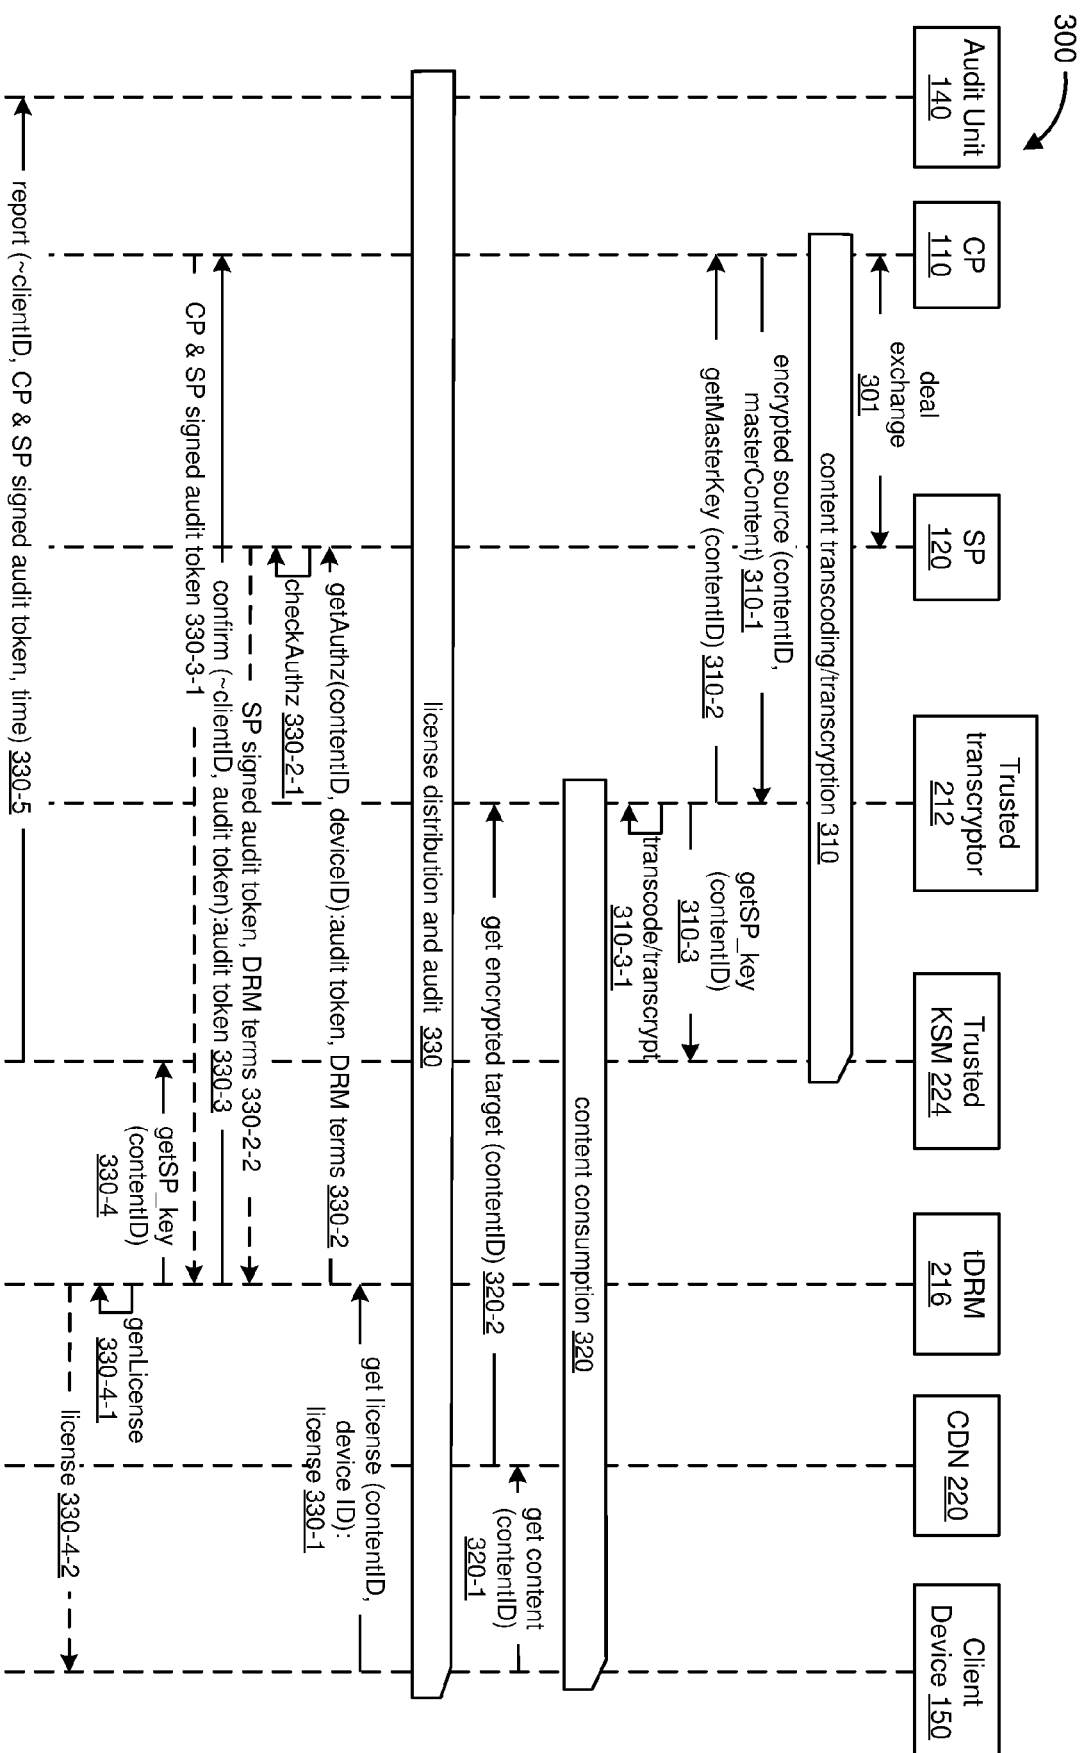 300
Audit Unit
140
CP
110
SP
120
Trusted
transcryptor
212
Trusted
KSM 224
tDRM
216
CDN 220
Client
Device 150
deal
exchange
301
content transcoding/transcryption 310
encrypted source (contentID,
masterContent) 310-1
getMasterKey (contentID) 310-2
getSP_key
(contentID)
310-3
transcode/transcrypt
310-3-1
content consumption 320
get content
(contentID)
320-1
get encrypted target (contentID) 320-2
license distribution and audit 330
get license (contentID,
device ID):
license 330-1
getAuthz(contentID, deviceID):audit token, DRM terms 330-2
checkAuthz 330-2-1
SP signed audit token, DRM terms 330-2-2
confirm (~clientID, audit token):audit token 330-3
CP & SP signed audit token 330-3-1
getSP_key
(contentID)
330-4
genLicense
330-4-1
license 330-4-2
report (~clientID, CP & SP signed audit token, time) 330-5